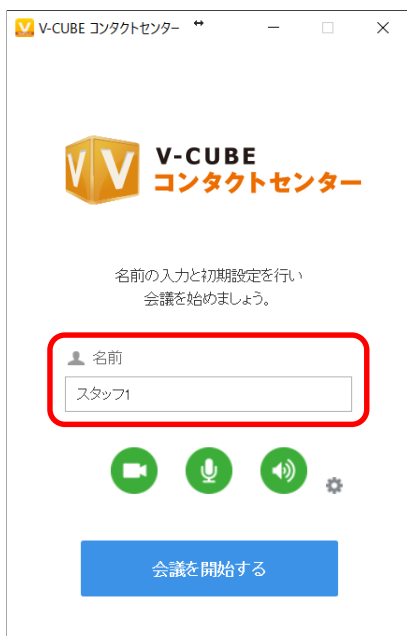 V-CUBE コンタクトセンター
V-CUBE
コンタクトセンター
名前の入力と初期設定を行い
会議を始めましょう。
名前
スタッフ1
会議を開始する